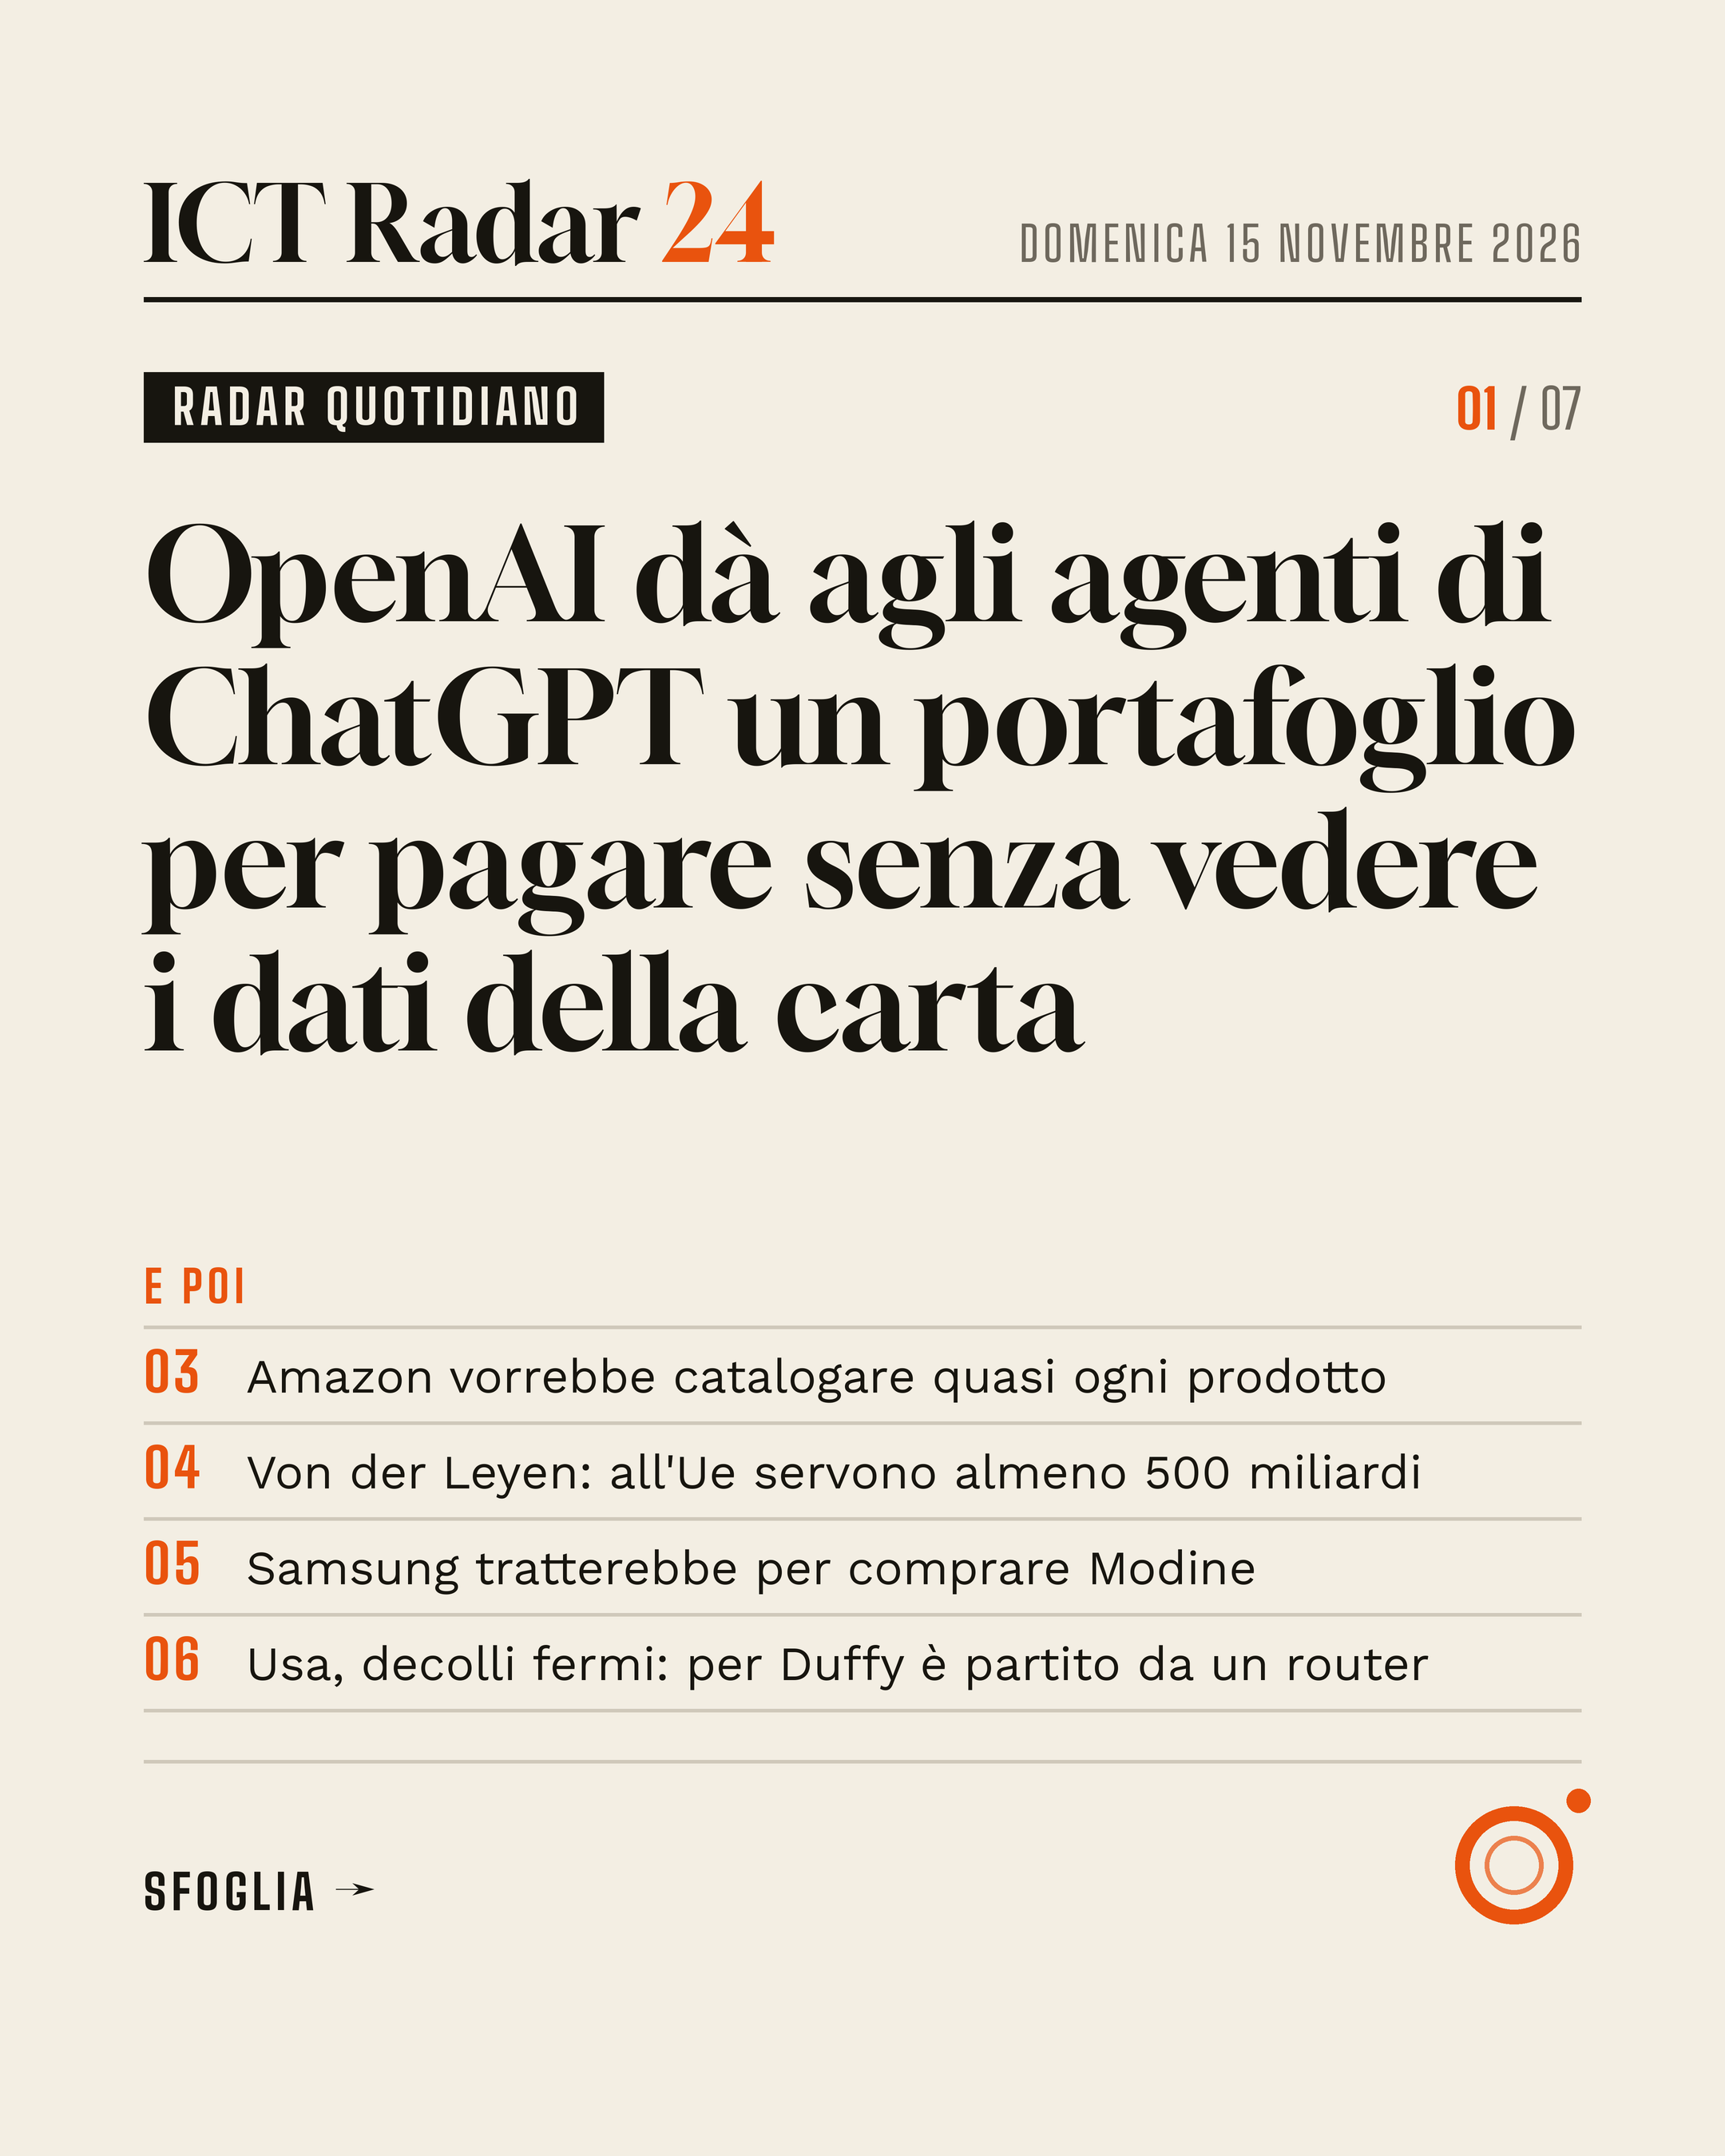 ICT Radar 24
DOMENICA 15 NOVEMBRE 2026
RADAR QUOTIDIANO
01 / 07
OpenAI dà agli agenti di
ChatGPT un portafoglio
per pagare senza vedere
i dati della carta
E POI
03 Amazon vorrebbe catalogare quasi ogni prodotto
04 Von der Leyen: all'Ue servono almeno 500 miliardi
05 Samsung tratterebbe per comprare Modine
06 Usa, decolli fermi: per Duffy è partito da un router
SFOGLIA →